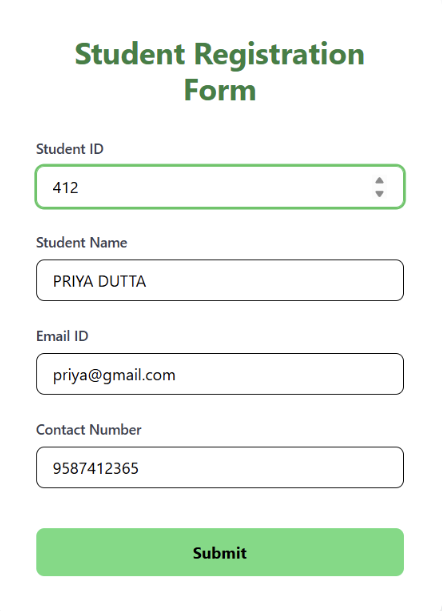 Student Registration
Form
Student ID
412
Student Name
PRIYA DUTTA
Email ID
priya@gmail.com
Contact Number
9587412365
Submit